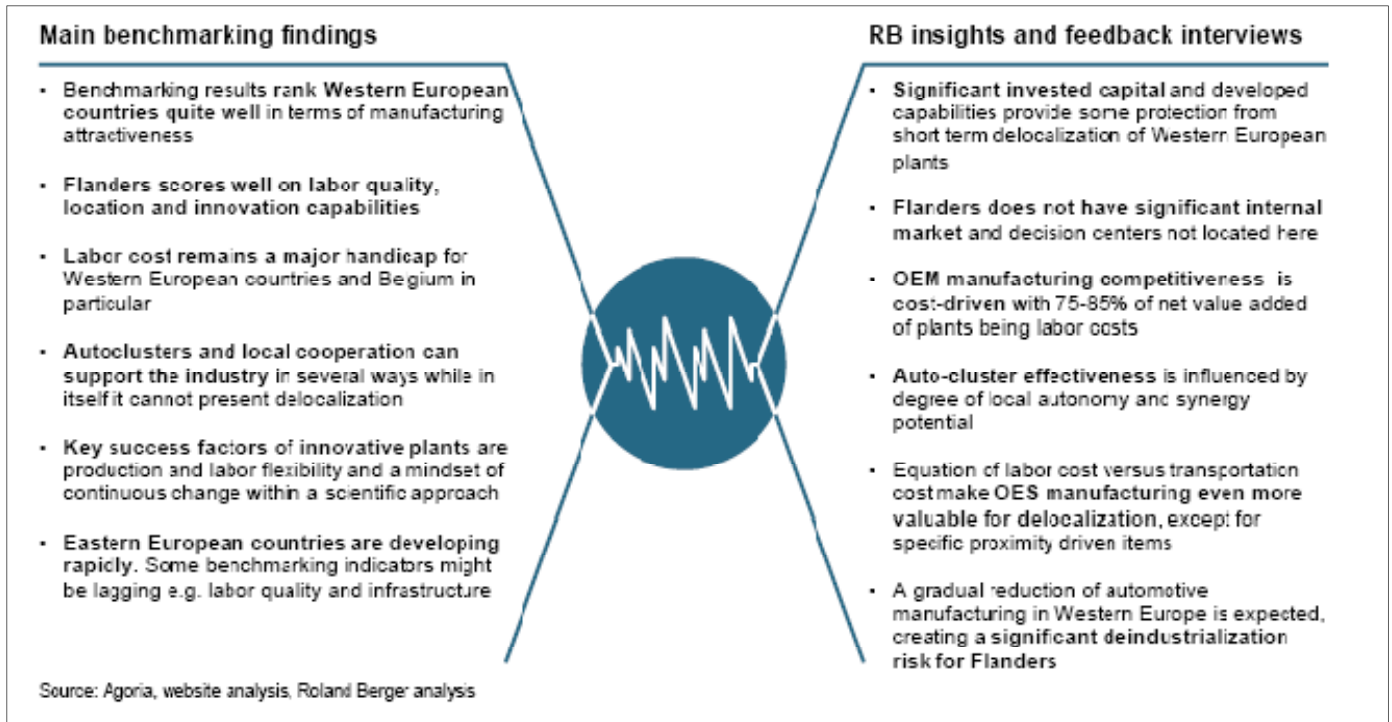 Main benchmarking findings
▪ Benchmarking results rank Western European
countries quite well in terms of manufacturing
attractiveness
▪ Flanders scores well on labor quality,
location and innovation capabilities
▪ Labor cost remains a major handicap for
Western European countries and Belgium in
particular
▪ Autoclusters and local cooperation can
support the industry in several ways while in
itself it cannot present delocalization
▪ Key success factors of innovative plants are
production and labor flexibility and a mindset of
continuous change within a scientific approach
▪ Eastern European countries are developing
rapidly. Some benchmarking indicators might
be lagging e.g. labor quality and infrastructure
RB insights and feedback interviews
▪ Significant invested capital and developed
capabilities provide some protection from
short term delocalization of Western European
plants
▪ Flanders does not have significant internal
market and decision centers not located here
▪ OEM manufacturing competitiveness is
cost-driven with 75-85% of net value added
of plants being labor costs
▪ Auto-cluster effectiveness is influenced by
degree of local autonomy and synergy
potential
▪ Equation of labor cost versus transportation
cost make OES manufacturing even more
valuable for delocalization, except for
specific proximity driven items
▪ A gradual reduction of automotive
manufacturing in Western Europe is expected,
creating a significant deindustrialization
risk for Flanders
Source: Agoria, website analysis, Roland Berger analysis